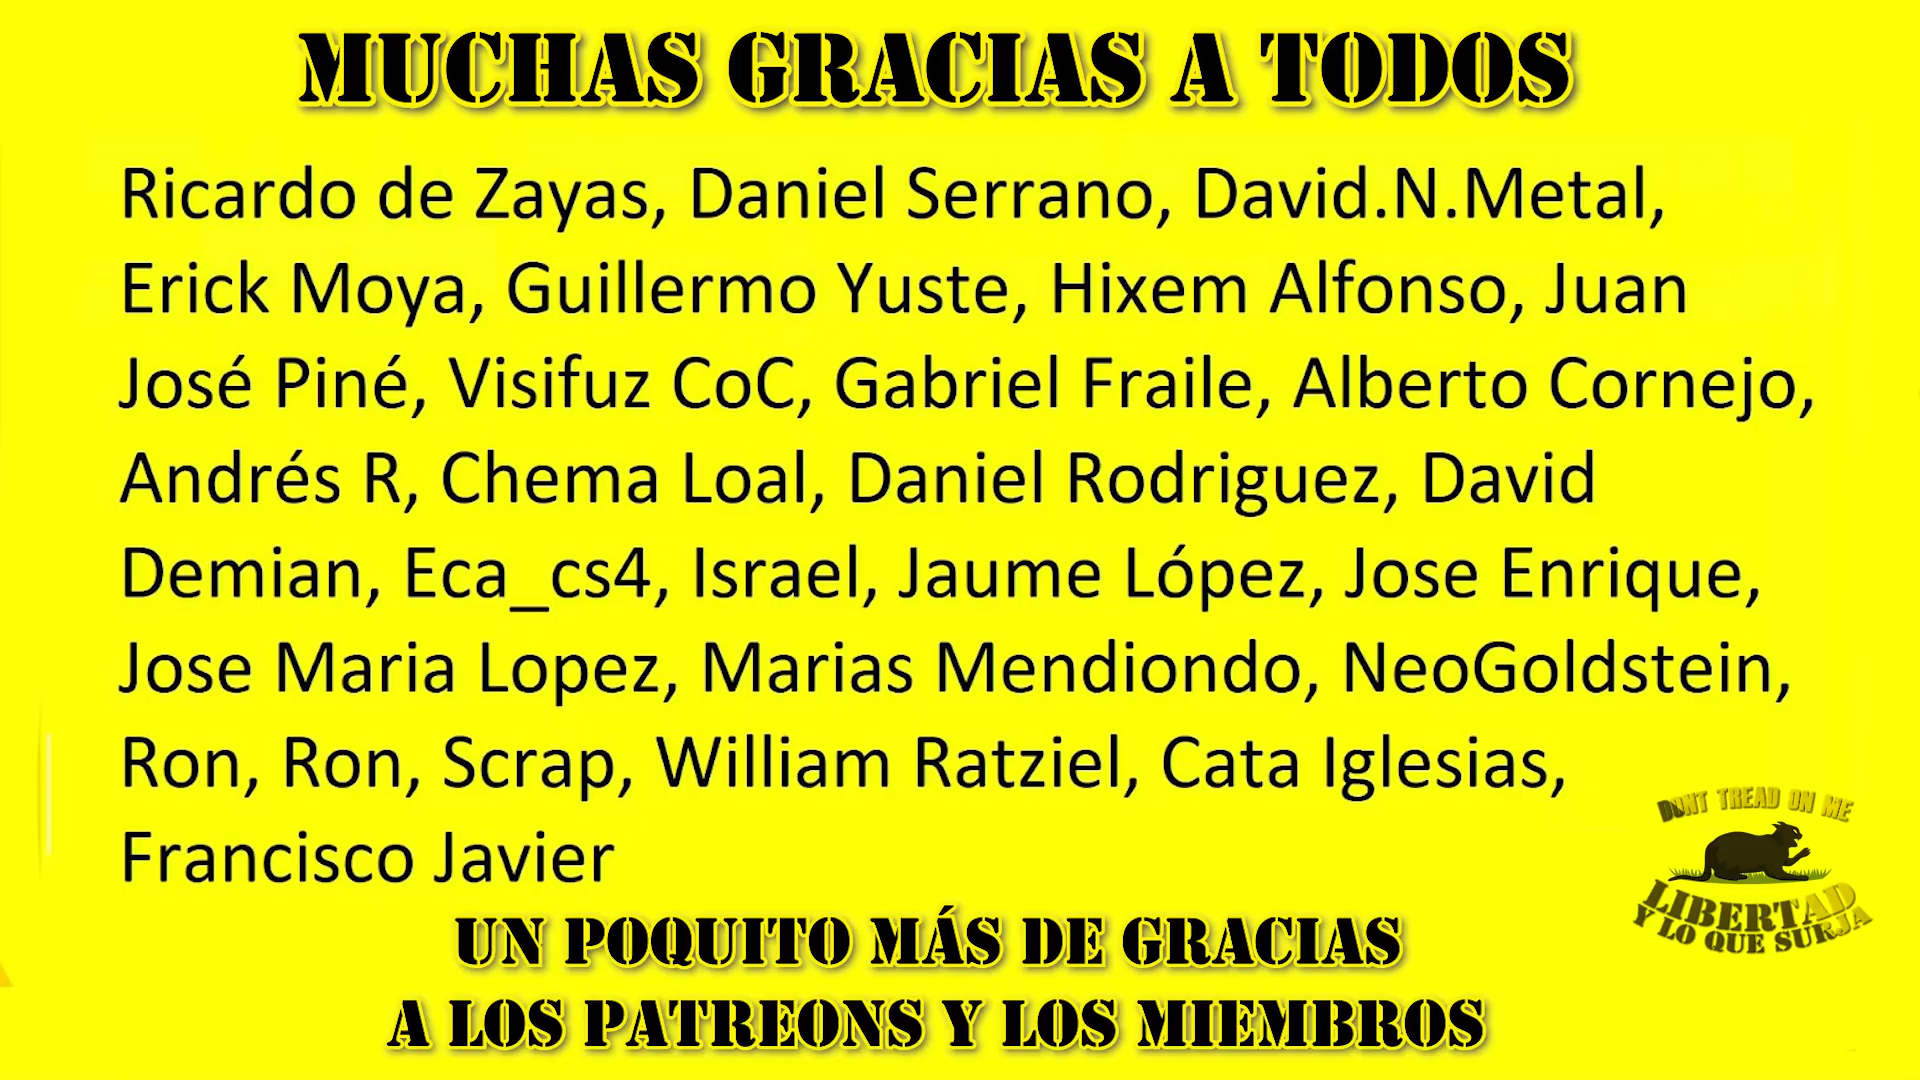 MUCHAS GRACIAS A TODOS
Ricardo de Zayas, Daniel Serrano, David.N.Metal,
Erick Moya, Guillermo Yuste, Hixem Alfonso, Juan
José Piné, Visifuz CoC, Gabriel Fraile, Alberto Cornejo,
Andrés R, Chema Loal, Daniel Rodriguez, David
Demian, Eca_cs4, Israel, Jaume López, Jose Enrique,
Jose Maria Lopez, Marias Mendiondo, NeoGoldstein,
Ron, Ron, Scrap, William Ratziel, Cata Iglesias,
Francisco Javier
DONT TREAD ON ME
LIBERTAD
Y LO QUE SURJA
UN POQUITO MÁS DE GRACIAS
A LOS PATREONS Y LOS MIEMBROS